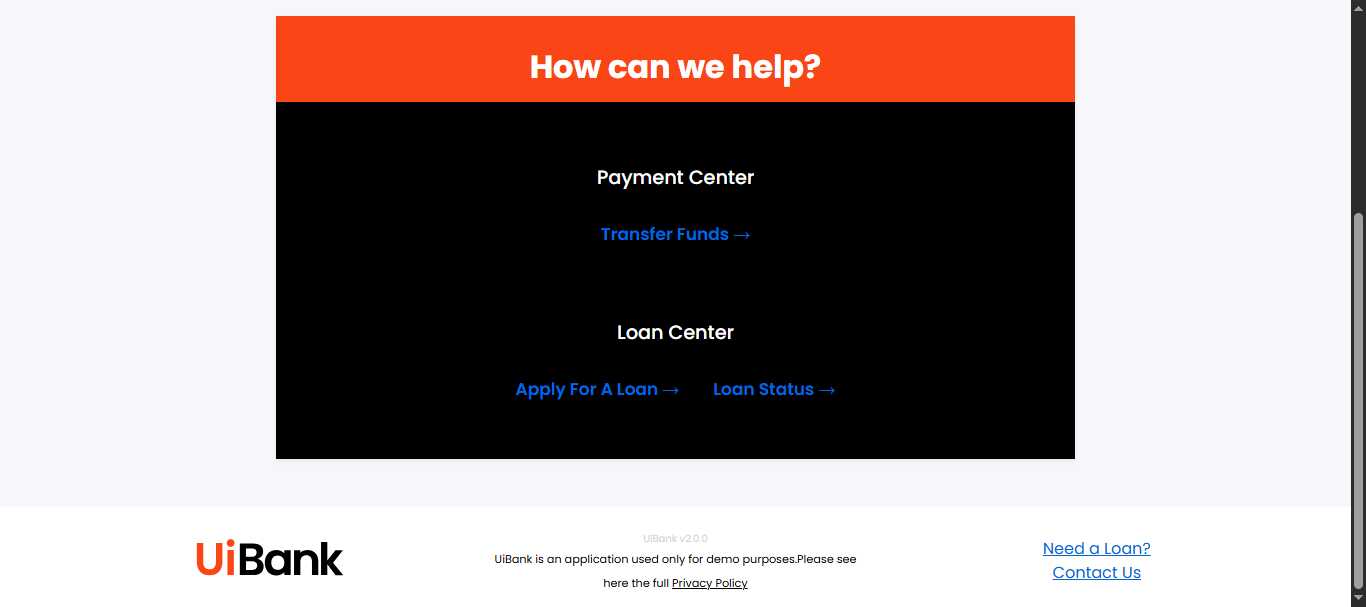 How can we help?
Payment Center
Transfer Funds →
Loan Center
Apply For A Loan → Loan Status →
UiBank
UiBank v2.0.0
UiBank is an application used only for demo purposes.Please see
here the full Privacy Policy
Need a Loan?
Contact Us